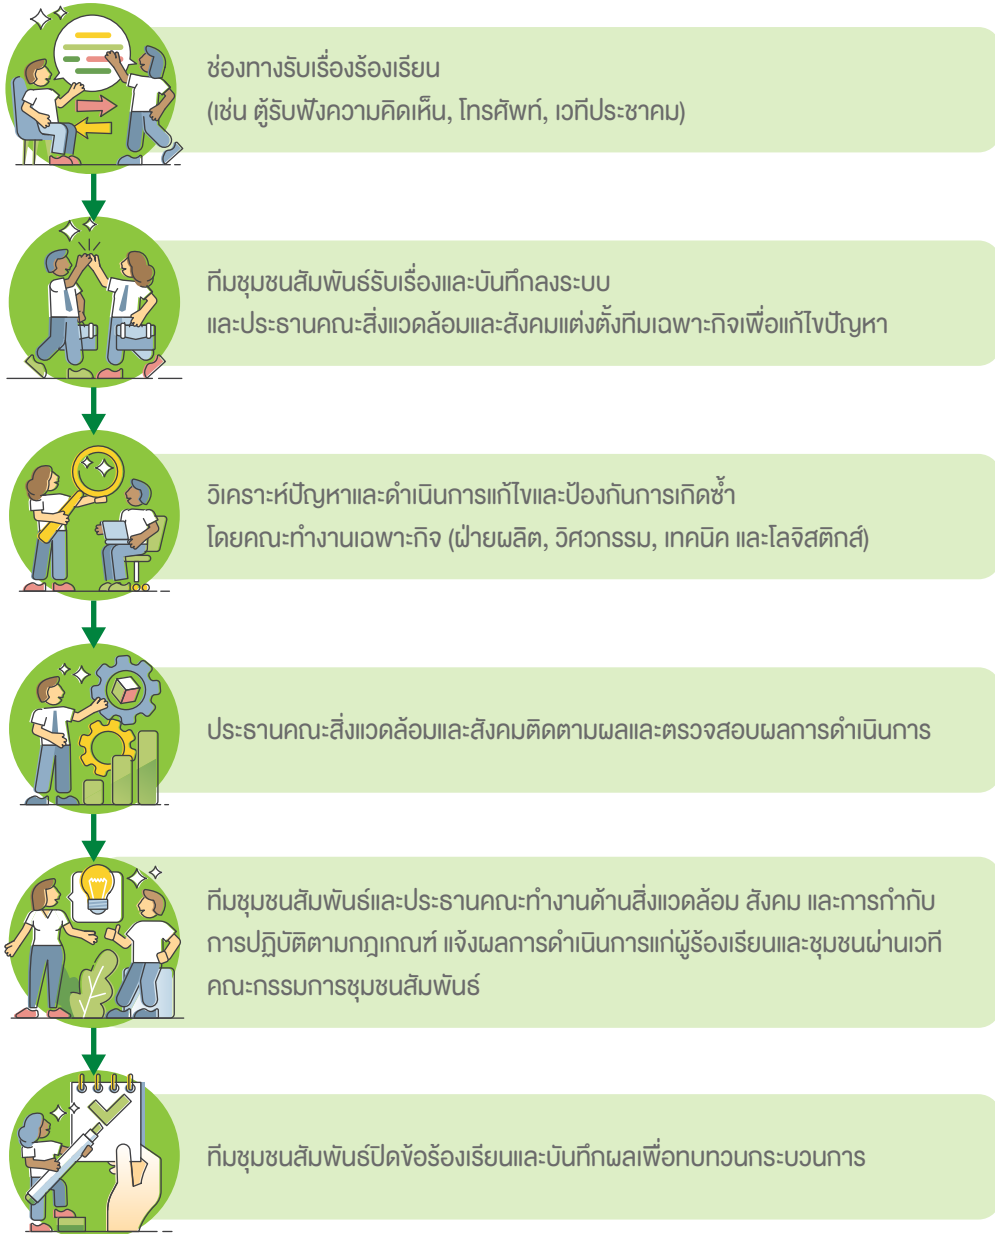 ช่องทางรับเรื่องร้องเรียน
(เช่น ตู้รับฟังความคิดเห็น, โทรศัพท์, เวทีประชาคม)
ทีมชุมชนสัมพันธ์รับเรื่องและบันทึกลงระบบ
และประธานคณะสิ่งแวดล้อมและสังคมแต่งตั้งทีมเฉพาะกิจเพื่อแก้ไขปัญหา
วิเคราะห์ปัญหาและดำเนินการแก้ไขและป้องกันการเกิดซ้ำ
โดยคณะทำงานเฉพาะกิจ (ฝ่ายผลิต, วิศวกรรม, เทคนิค และโลจิสติกส์)
ประธานคณะสิ่งแวดล้อมและสังคมติดตามผลและตรวจสอบผลการดำเนินการ
ทีมชุมชนสัมพันธ์และประธานคณะทำงานด้านสิ่งแวดล้อม สังคม และการกำกับ
การปฏิบัติตามกฎเกณฑ์ แจ้งผลการดำเนินการแก่ผู้ร้องเรียนและชุมชนผ่านเวที
คณะกรรมการชุมชนสัมพันธ์
ทีมชุมชนสัมพันธ์ปิดข้อร้องเรียนและบันทึกผลเพื่อทบทวนกระบวนการ